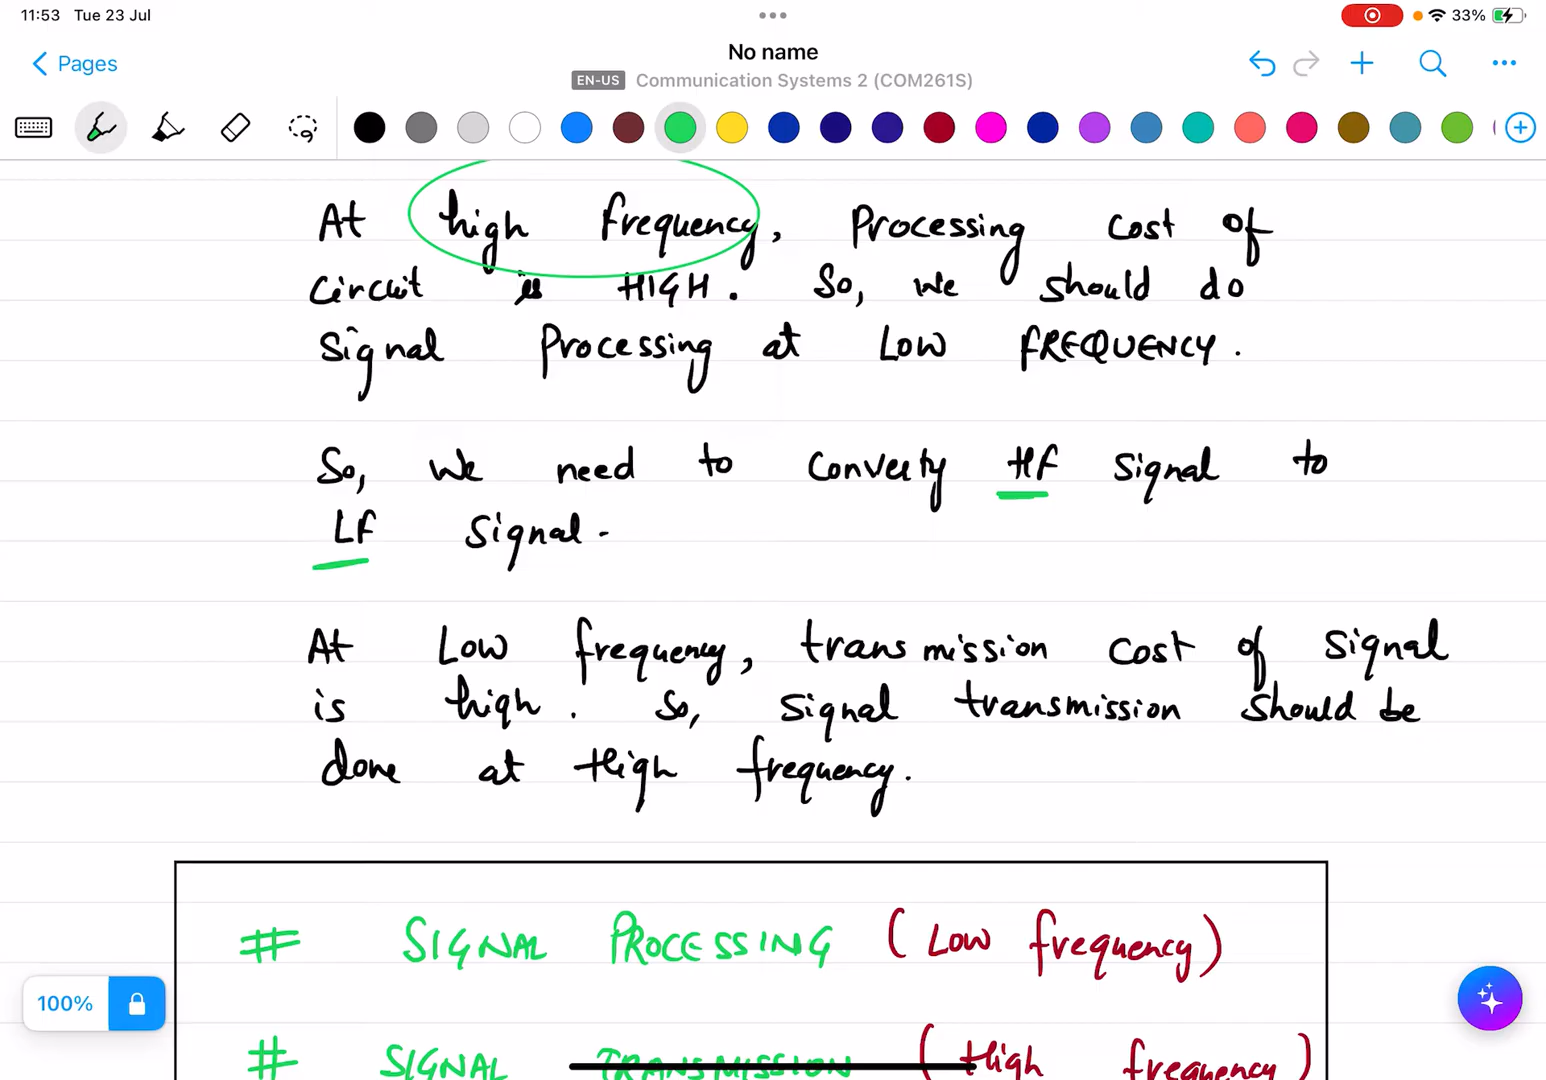 11:53 Tue 23 Jul
33%
Pages
No name
EN-US Communication Systems 2 (COM261S)
At high frequency, Processing cost of
circuit is HIGH. So, we should do
signal Processing at Low FREQUENCY.
So, we need to converty HF signal to
LF signal.
At Low frequency, transmission cost of signal
is high. So, signal transmission should be
done at High frequency.
# SIGNAL PROCESSING (Low frequency)
100%
# SIGNAL TRANSMISSION (High frequency)